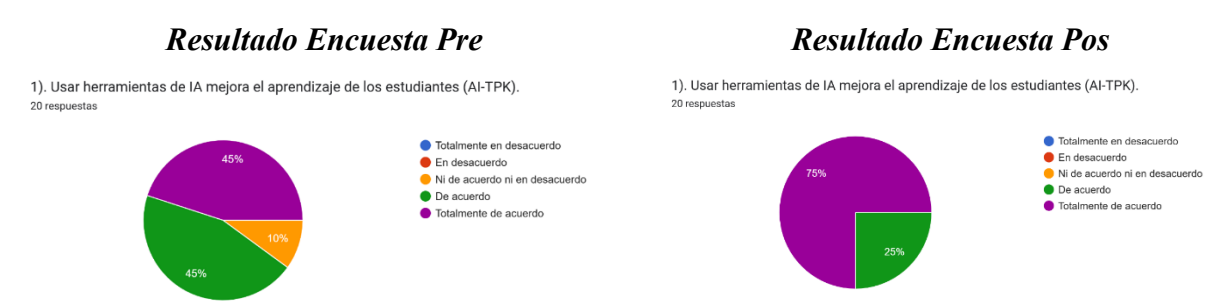 Resultado Encuesta Pre
1). Usar herramientas de IA mejora el aprendizaje de los estudiantes (AI-TPK).
20 respuestas
45%
10%
45%
Totalmente en desacuerdo
En desacuerdo
Ni de acuerdo ni en desacuerdo
De acuerdo
Totalmente de acuerdo
Resultado Encuesta Pos
1). Usar herramientas de IA mejora el aprendizaje de los estudiantes (AI-TPK).
20 respuestas
75%
25%
Totalmente en desacuerdo
En desacuerdo
Ni de acuerdo ni en desacuerdo
De acuerdo
Totalmente de acuerdo